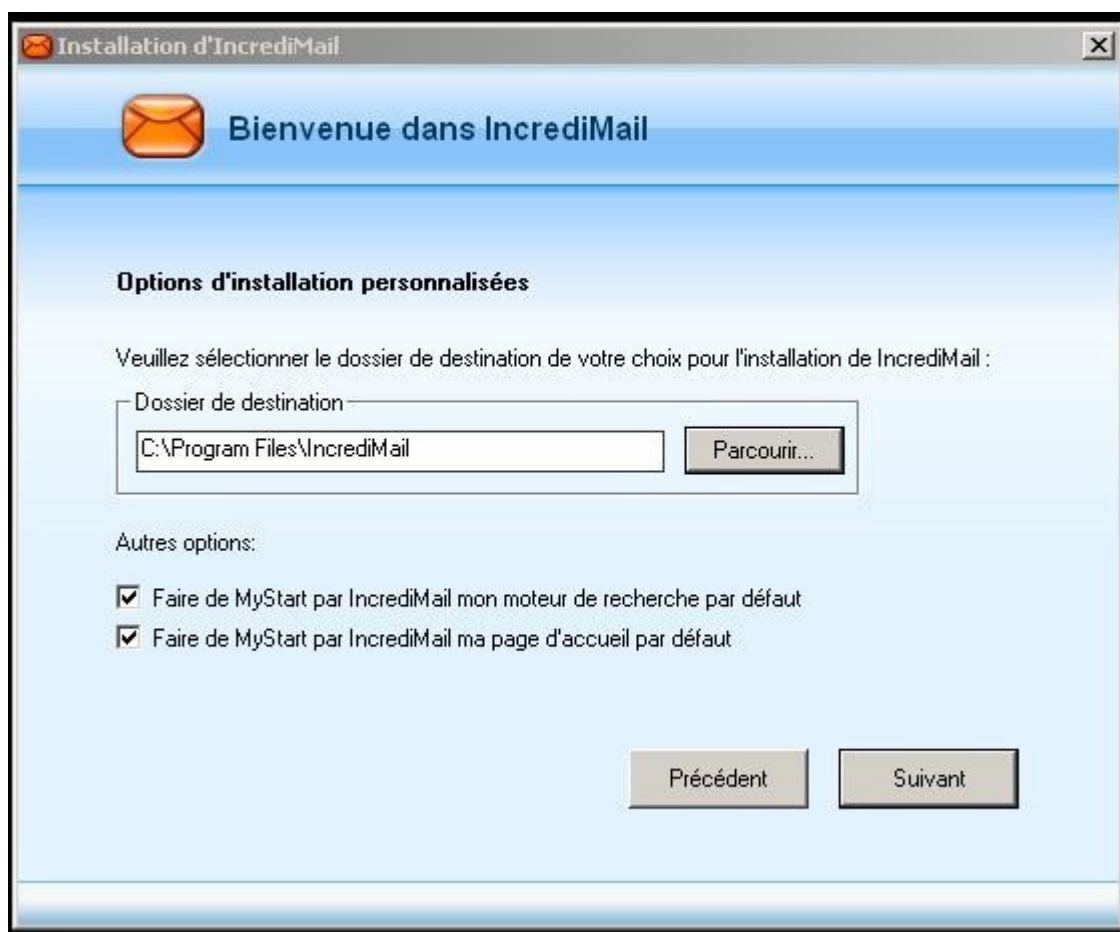 Installation d'IncrediMail
Bienvenue dans IncrediMail
Options d'installation personnalisées
Veuillez sélectionner le dossier de destination de votre choix pour l'installation de IncrediMail :
Dossier de destination
C:\Program Files\IncrediMail
Parcourir...
Autres options:
Faire de MyStart par IncrediMail mon moteur de recherche par défaut
Faire de MyStart par IncrediMail ma page d'accueil par défaut
Précédent
Suivant